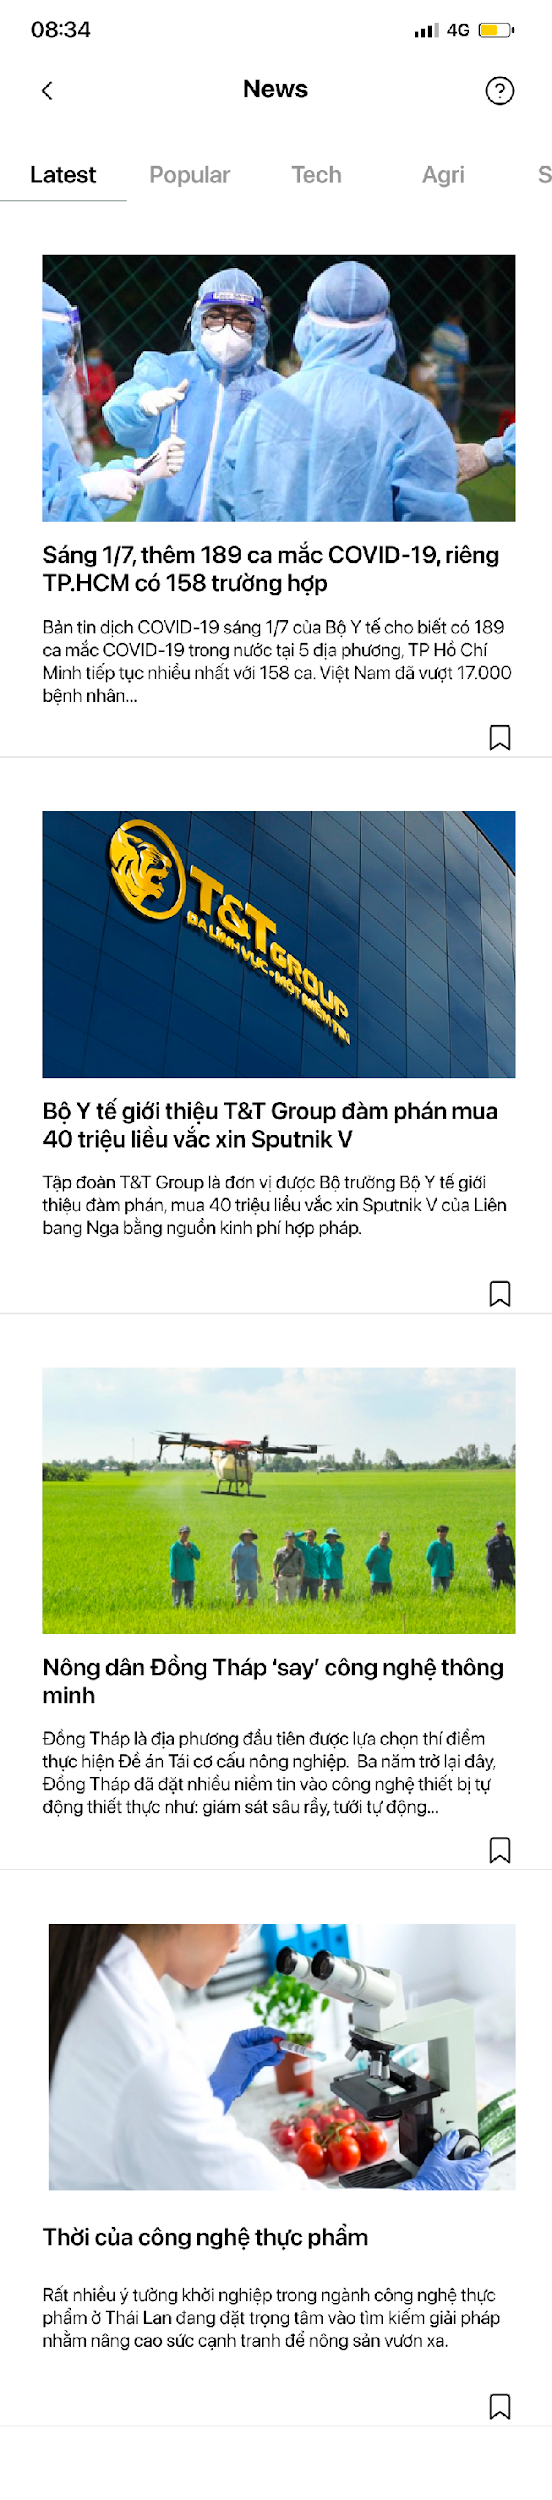 08:34
4G
News
?
Latest Popular Tech Agri S
Sáng 1/7, thêm 189 ca mắc COVID-19, riêng
TP.HCM có 158 trường hợp
Bản tin dịch COVID-19 sáng 1/7 của Bộ Y tế cho biết có 189
ca mắc COVID-19 trong nước tại 5 địa phương, TP Hồ Chí
Minh tiếp tục nhiều nhất với 158 ca. Việt Nam đã vượt 17.000
bệnh nhân...
T&T GROUP
ĐA LĨNH VỰC - MỘT NIỀM TIN
Bộ Y tế giới thiệu T&T Group đàm phán mua
40 triệu liều vắc xin Sputnik V
Tập đoàn T&T Group là đơn vị được Bộ trưởng Bộ Y tế giới
thiệu đàm phán, mua 40 triệu liều vắc xin Sputnik V của Liên
bang Nga bằng nguồn kinh phí hợp pháp.
Nông dân Đồng Tháp ‘say’ công nghệ thông
minh
Đồng Tháp là địa phương đầu tiên được lựa chọn thí điểm
thực hiện Đề án Tái cơ cấu nông nghiệp. Ba năm trở lại đây,
Đồng Tháp đã đặt nhiều niềm tin vào công nghệ thiết bị tự
động thiết thực như: giám sát sâu rầy, tưới tự động...
Thời của công nghệ thực phẩm
Rất nhiều ý tưởng khởi nghiệp trong ngành công nghệ thực
phẩm ở Thái Lan đang đặt trọng tâm vào tìm kiếm giải pháp
nhằm nâng cao sức cạnh tranh để nông sản vươn xa.